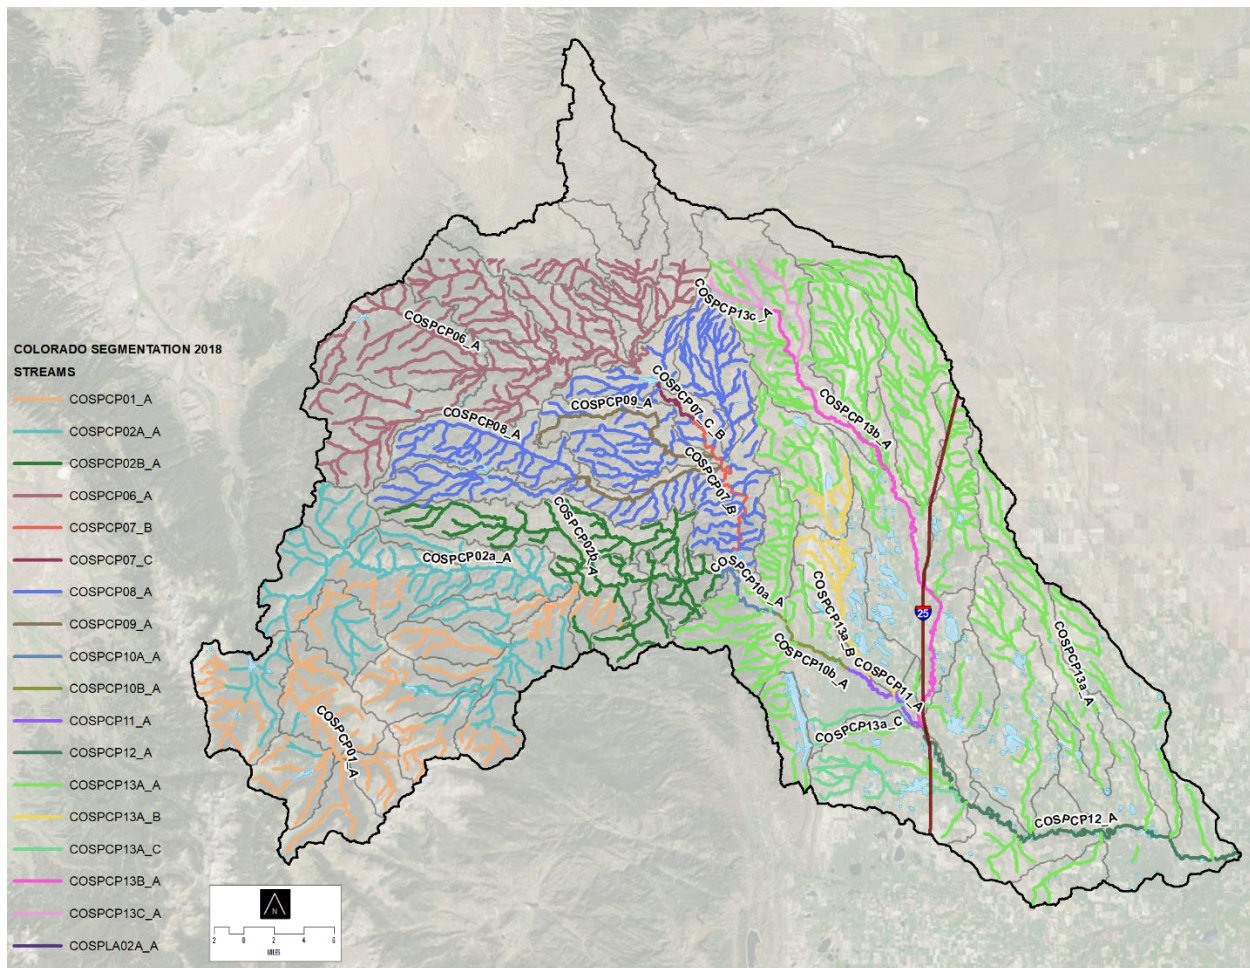 COSPCP13c_A
COSPCP06_A
COLORADO SEGMENTATION 2018
STREAMS
COSPCP01_A
COSPCP02A_A
COSPCP02B_A
COSPCP06_A
COSPCP07_B
COSPCP07_C
COSPCP08_A
COSPCP09_A
COSPCP10A_A
COSPCP10B_A
COSPCP11_A
COSPCP12_A
COSPCP13A_A
COSPCP13A_B
COSPCP13A_C
COSPCP13B_A
COSPCP13C_A
COSPLA02A_A
COSPCP07_C_B
COSPCP09_A
COSPCP08_A
COSPCP13b_A
COSPCP07_B
COSPCP02b_A
COSPCP02a_A
COSPCP10a_A
COSPCP13a_B
25
COSPCP13a_A
COSPCP10b_A
COSPCP11_A
COSPCP13a_C
COSPCP01_A
COSPCP12_A
N
2 0 2 4 6
MILES